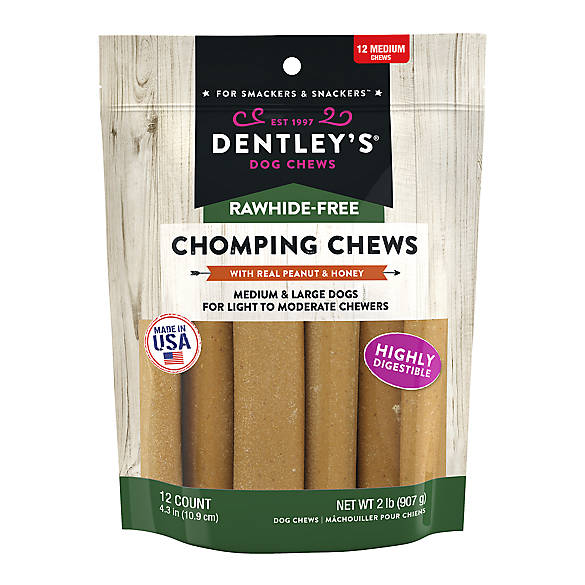 12 MEDIUM
CHEWS
★ FOR SMACKERS & SNACKERS™ ★
EST 1997
DENTLEY'S®
DOG CHEWS
RAWHIDE-FREE
CHOMPING CHEWS
WITH REAL PEANUT & HONEY
MEDIUM & LARGE DOGS
FOR LIGHT TO MODERATE CHEWERS
MADE IN
USA
HIGHLY
DIGESTIBLE
12 COUNT
4.3 in (10.9 cm)
NET WT 2 lb (907 g)
DOG CHEWS | MÂCHOUILLER POUR CHIENS